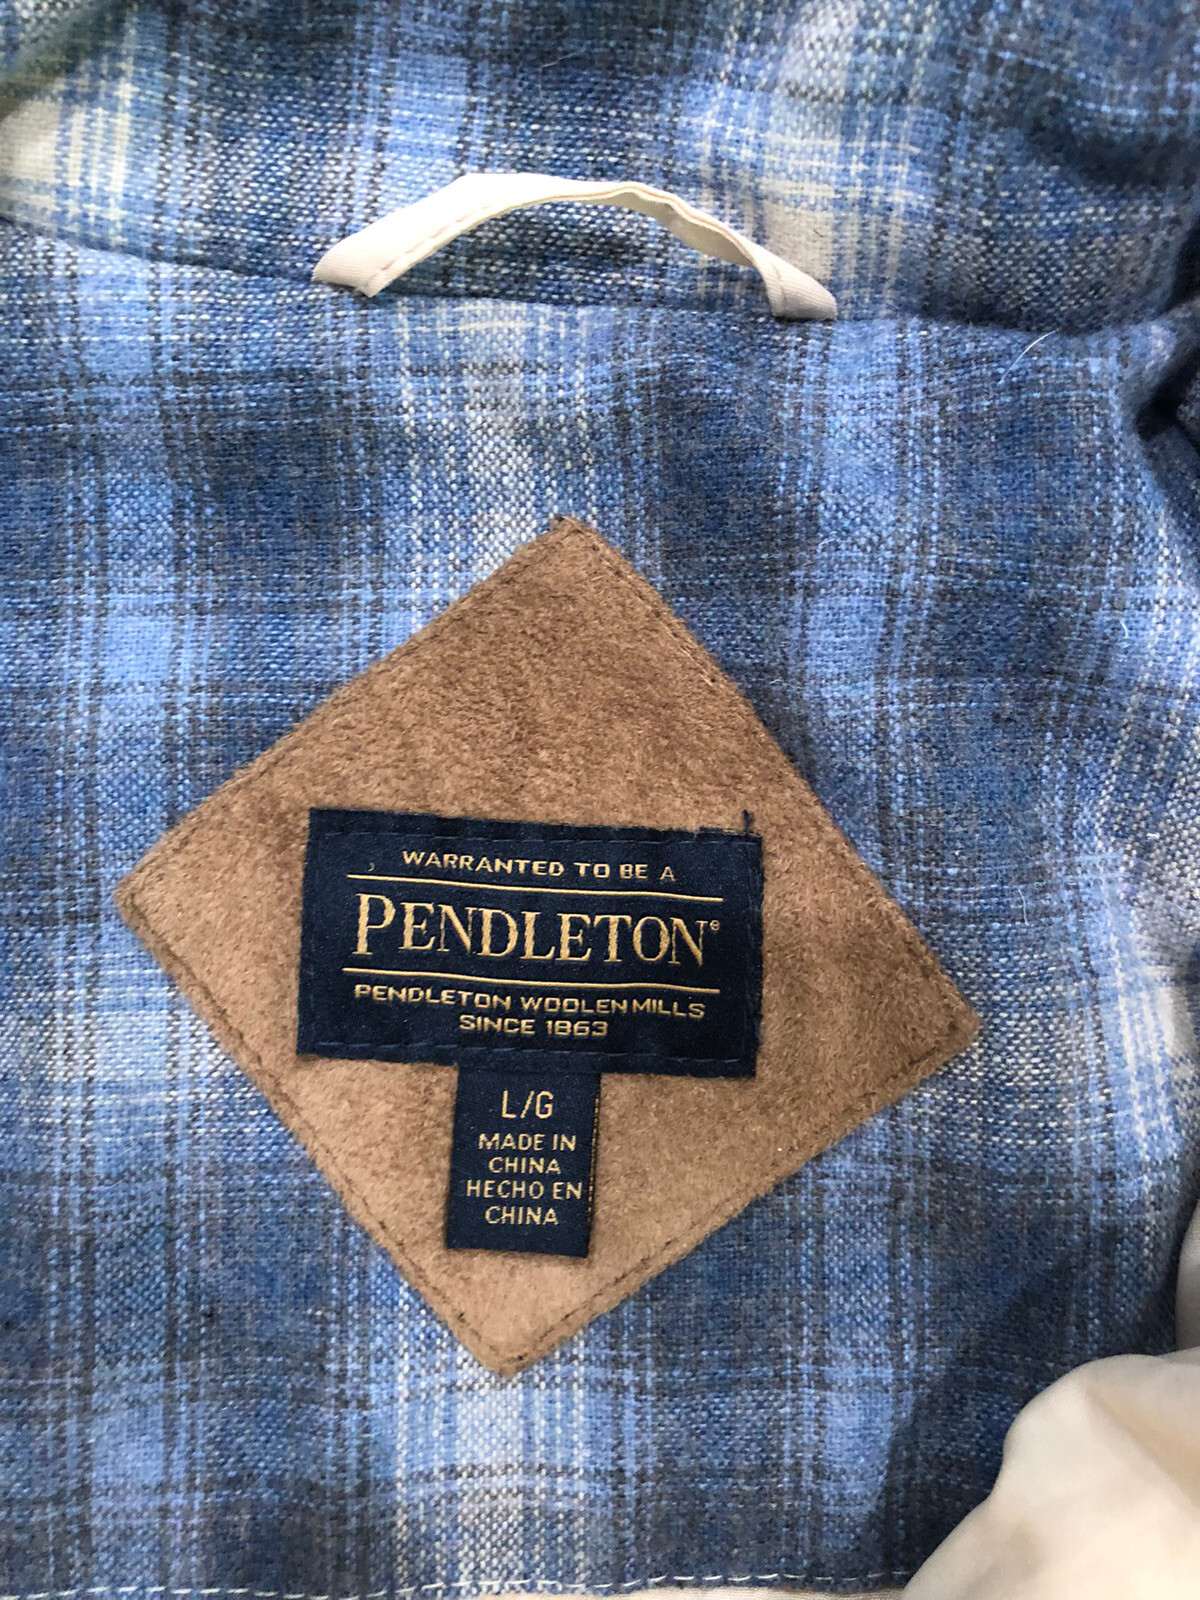 WARRANTED TO BE A
PENDLETON®
PENDLETON WOOLEN MILLS
SINCE 1863
L/G
MADE IN
CHINA
HECHO EN
CHINA